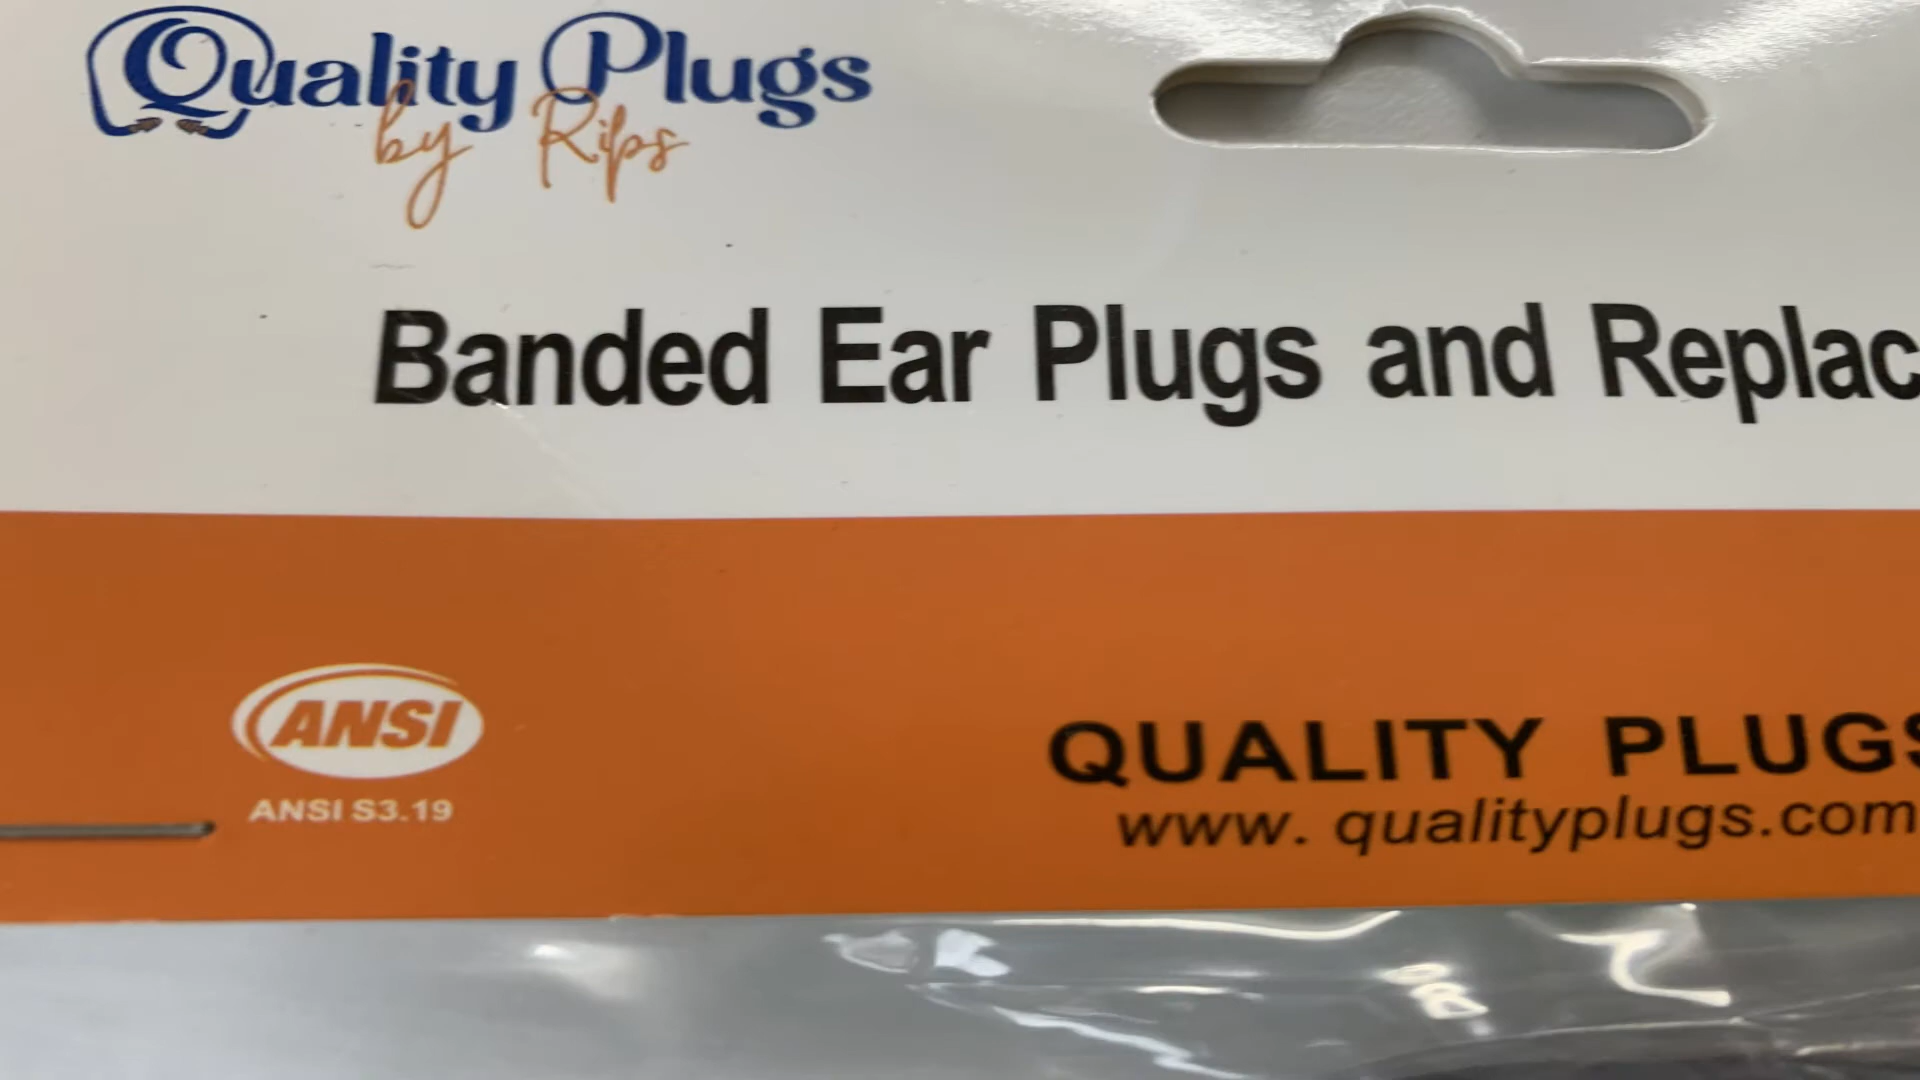 Quality Plugs
by Rips
Banded Ear Plugs and Replac
ANSI
ANSI S3.19
QUALITY PLUGS
www. qualityplugs.com